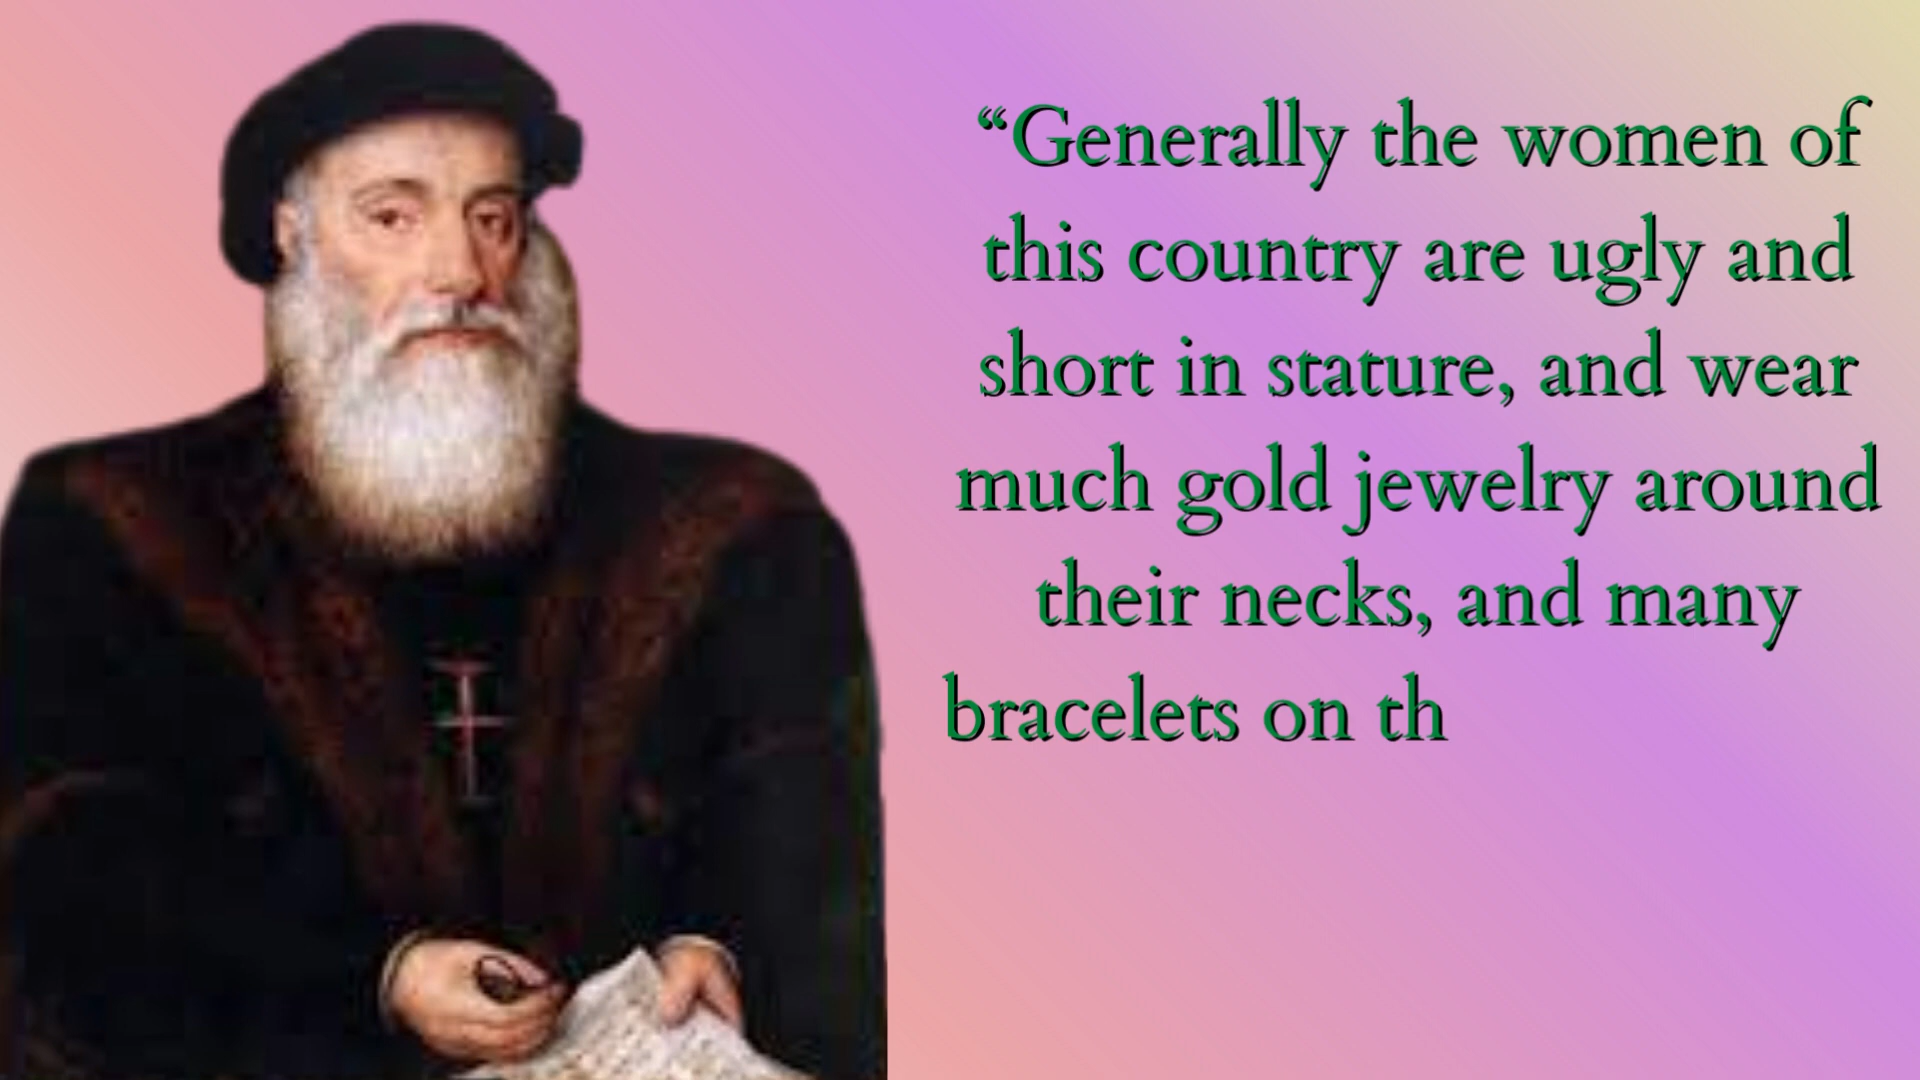 “Generally the women of
this country are ugly and
short in stature, and wear
much gold jewelry around
their necks, and many
bracelets on th